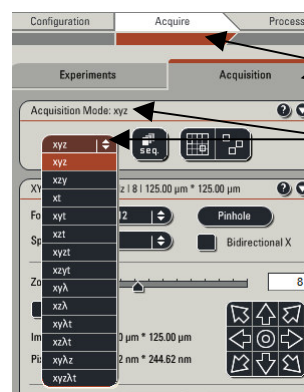 Configuration Acquire Process
Experiments Acquisition
Acquisition Mode: xyz
xyz
seq.
xyz
xzy
xt
xyt
xzt
xyzt
xzyt
xyλ
xzλ
xyλt
xzλt
xyλz
xyzλt
XY z | 8 | 125.00 µm * 125.00 µm
Fo 12 Pinhole
Sp Bidirectional X
Zo 8
Im 0 µm * 125.00 µm
Pi 2 nm * 244.62 nm